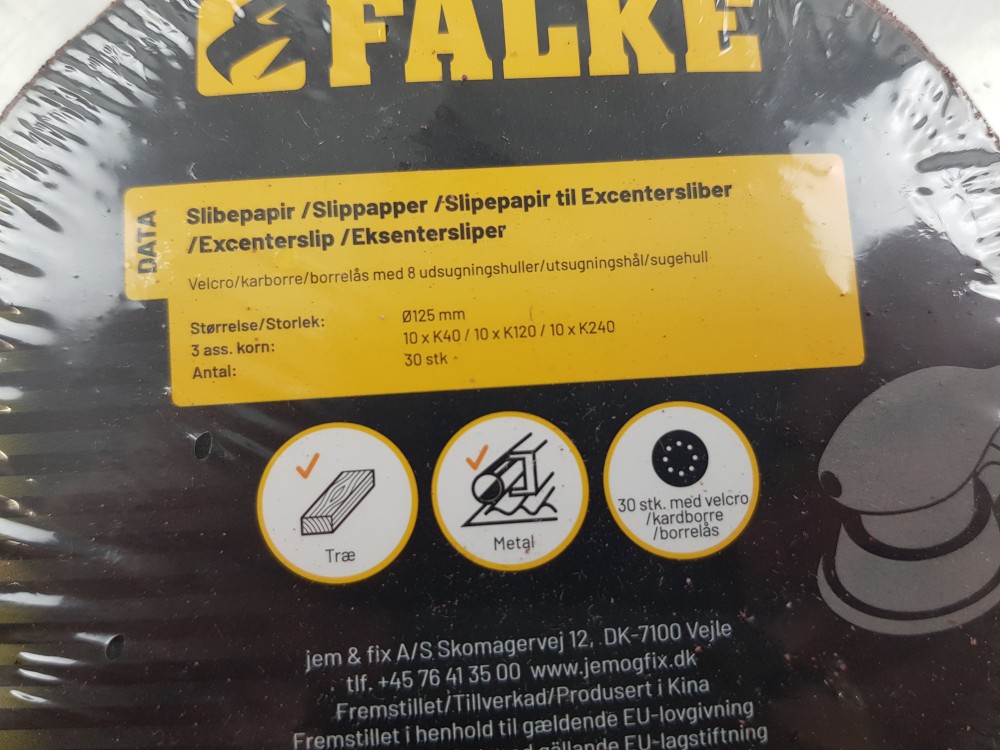 FALKE
DATA
Slibepapir /Slippapper /Slipepapir til Excentersliber
/Excenterslip /Eksentersliper
Velcro/karborre/borrelås med 8 udsugningshuller/utsugningshål/sugehull
Størrelse/Storlek: Ø125 mm
3 ass. korn: 10 x K40 / 10 x K120 / 10 x K240
Antal: 30 stk
Træ
Metal
30 stk. med velcro
/kardborre
/borrelås
jem & fix A/S Skomagervej 12, DK-7100 Vejle
tlf. +45 76 41 35 00 www.jemogfix.dk
Fremstillet/Tillverkad/Produsert i Kina
Fremstillet i henhold til gældende EU-lovgivning
gällande EU-lagstiftning